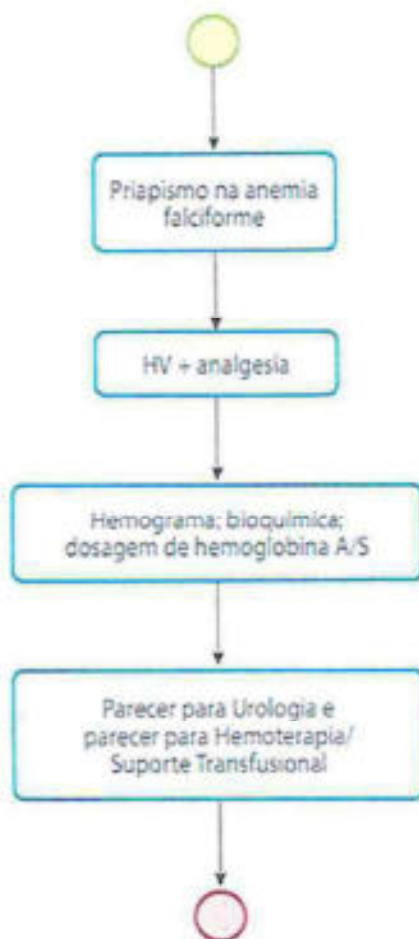 Priapismo na anemia
falciforme
HV + analgesia
Hemograma; bioquímica;
dosagem de hemoglobina A/S
Parecer para Urologia e
parecer para Hemoterapia/
Suporte Transfusional